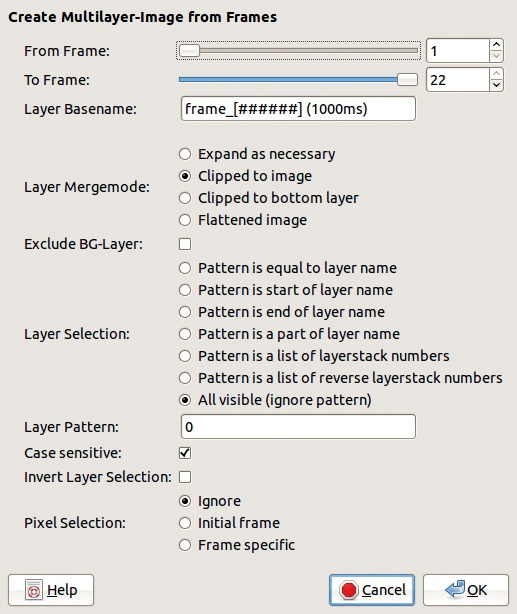 Create Multilayer-Image from Frames
From Frame: 1
To Frame: 22
Layer Basename: frame_[######] (1000ms)
Expand as necessary
Layer Mergemode: Clipped to image
Clipped to bottom layer
Flattened image
Exclude BG-Layer:
Pattern is equal to layer name
Pattern is start of layer name
Pattern is end of layer name
Layer Selection: Pattern is a part of layer name
Pattern is a list of layerstack numbers
Pattern is a list of reverse layerstack numbers
All visible (ignore pattern)
Layer Pattern: 0
Case sensitive:
Invert Layer Selection:
Ignore
Pixel Selection: Initial frame
Frame specific
Help Cancel OK